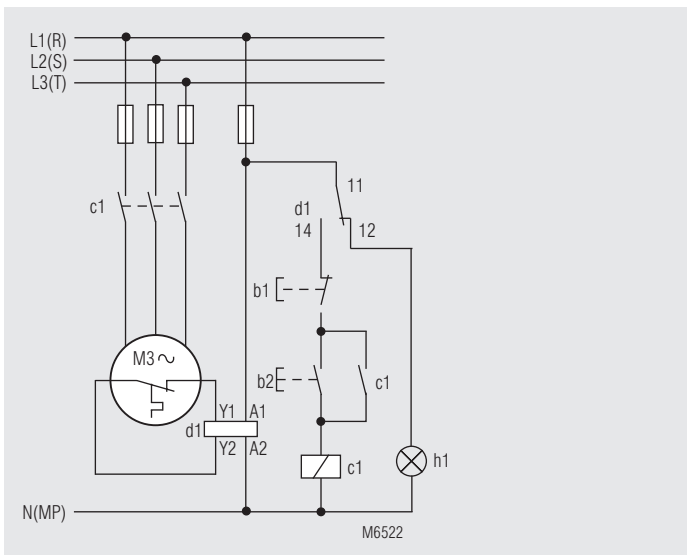 L1(R)
L2(S)
L3(T)
11
c1
d1
14
12
b1
M3
b2
c1
Y1 A1
d1
Y2 A2
c1
h1
N(MP)
M6522